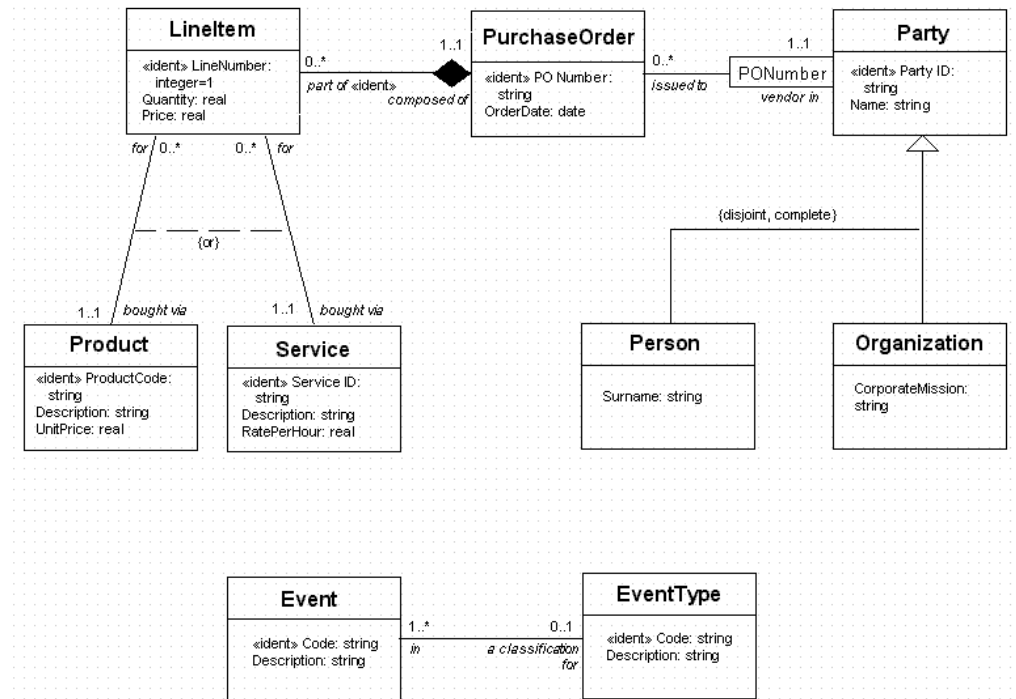 LineItem
«ident» LineNumber:
integer=1
Quantity: real
Price: real
0..*
part of «ident»
1..1
composed of
PurchaseOrder
«ident» PO Number:
string
OrderDate: date
0..*
issued to
1..1
PONumber
vendor in
Party
«ident» Party ID:
string
Name: string
for 0..*
0..* for
{or}
{disjoint, complete}
1..1 bought via
1..1 bought via
Product
«ident» ProductCode:
string
Description: string
UnitPrice: real
Service
«ident» Service ID:
string
Description: string
RatePerHour: real
Person
Surname: string
Organization
CorporateMission:
string
Event
«ident» Code: string
Description: string
1..*
in
0..1
a classification
for
EventType
«ident» Code: string
Description: string